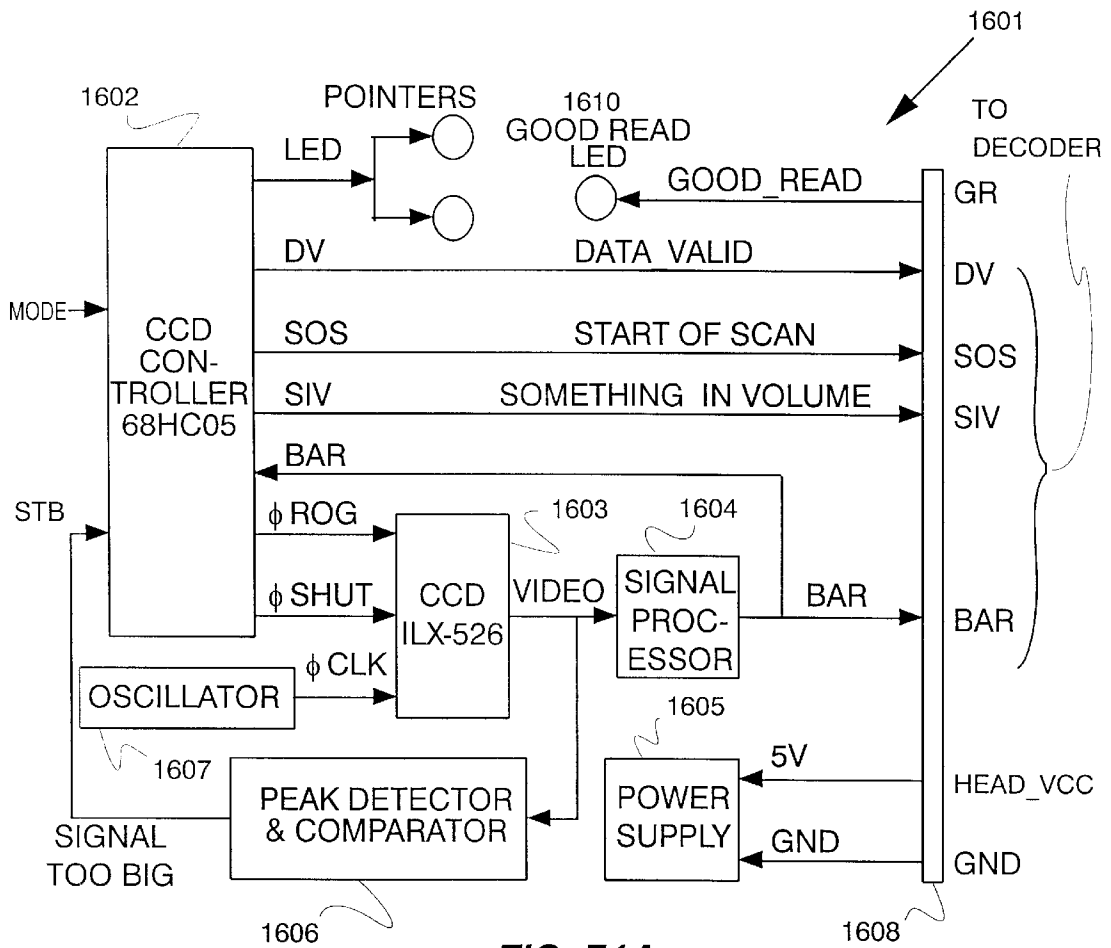 1601
1602
POINTERS
1610
GOOD READ
LED
TO
DECODER
LED
GOOD_READ
GR
DV
DATA VALID
DV
MODE
CCD
CON-
TROLLER
68HC05
SOS
START OF SCAN
SOS
SIV
SOMETHING IN VOLUME
SIV
BAR
STB
ϕ ROG
1603
1604
ϕ SHUT
CCD
ILX-526
VIDEO
SIGNAL
PROC-
ESSOR
BAR
BAR
ϕ CLK
OSCILLATOR
1607
1605
PEAK DETECTOR
& COMPARATOR
POWER
SUPPLY
5V
HEAD_VCC
GND
GND
SIGNAL
TOO BIG
1606
1608